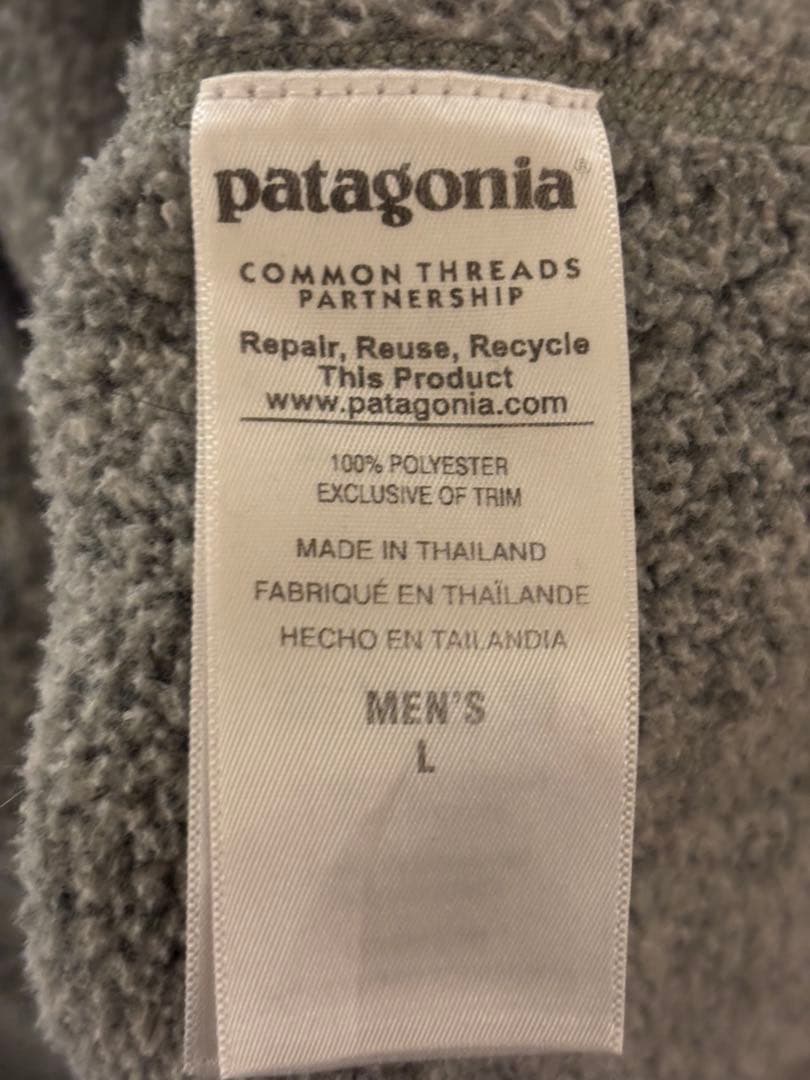 patagonia®
COMMON THREADS
PARTNERSHIP
Repair, Reuse, Recycle
This Product
www.patagonia.com
100% POLYESTER
EXCLUSIVE OF TRIM
MADE IN THAILAND
FABRIQUÉ EN THAÏLANDE
HECHO EN TAILANDIA
MEN'S
L